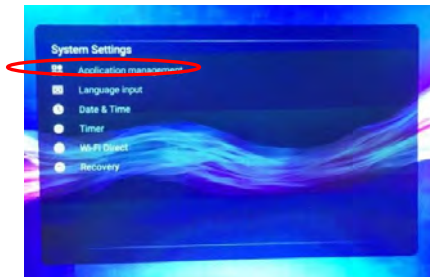 System Settings
Application management
Language input
Date & Time
Timer
Wi-Fi Direct
Recovery